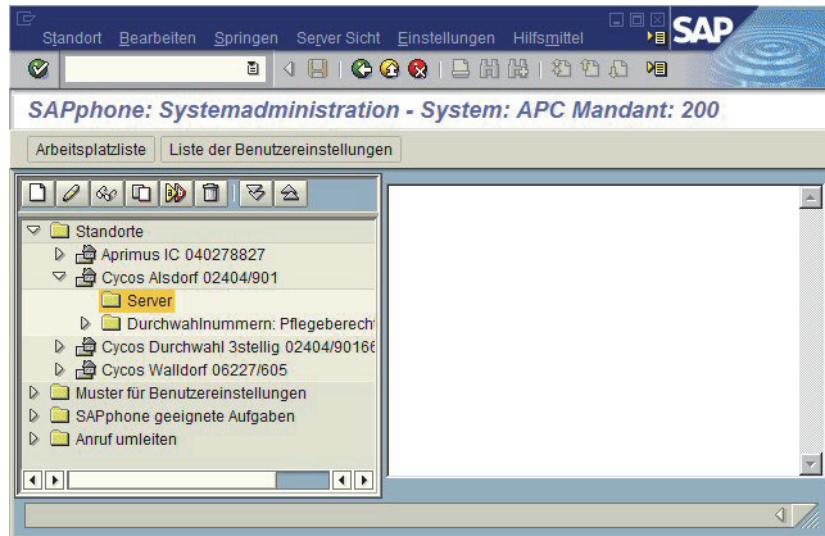 Standort Bearbeiten Springen Server Sicht Einstellungen Hilfsmittel
SAP
SAPphone: Systemadministration - System: APC Mandant: 200
Arbeitsplatzliste Liste der Benutzereinstellungen
Standorte
Aprimus IC 040278827
Cycos Alsdorf 02404/901
Server
Durchwahlnummern: Pflegeberech
Cycos Durchwahl 3stellig 02404/90166
Cycos Walldorf 06227/605
Muster für Benutzereinstellungen
SAPphone geeignete Aufgaben
Anruf umleiten